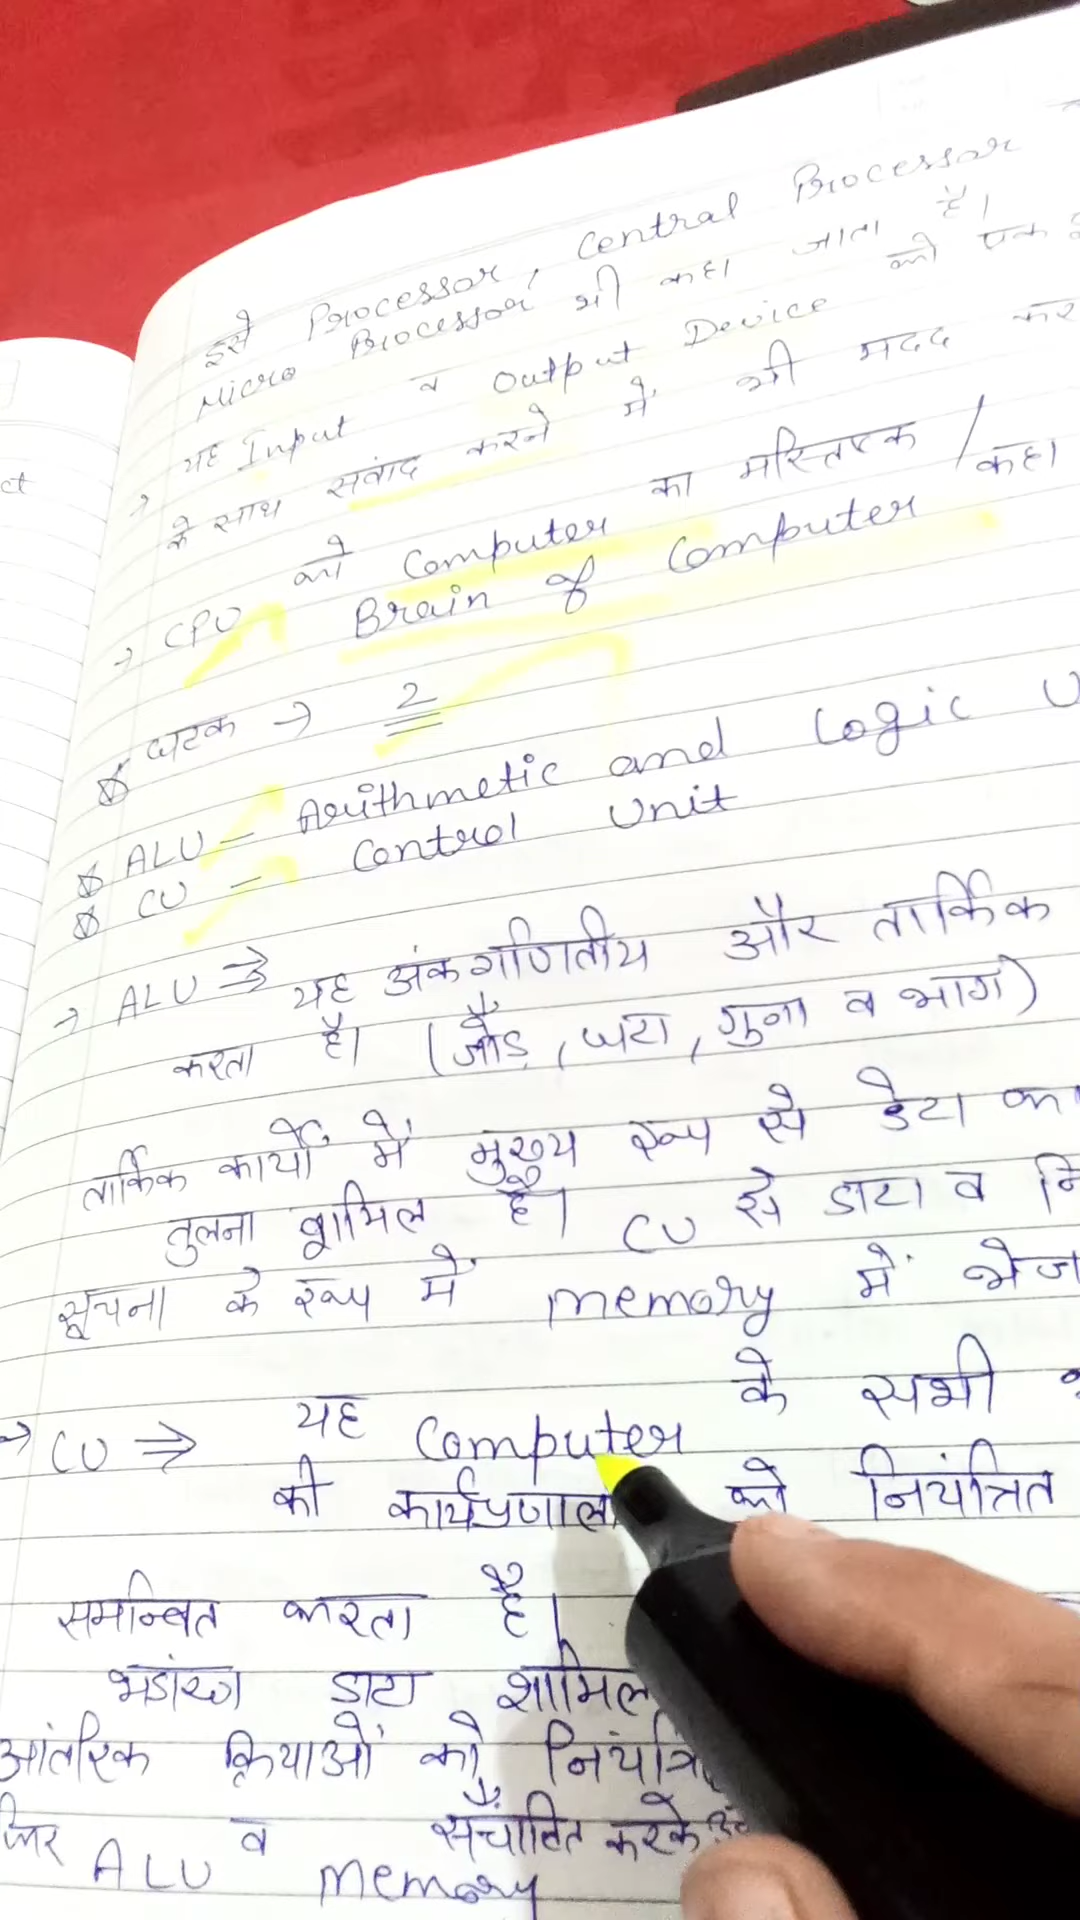 ct
इसे Processor, Central Processor
Micro Processor भी कहा जाता है।
→ यह Input व Output Device को एक
के साथ संवाद करने में भी मदद कर
→ CPU को Computer का मस्तिष्क /
Brain of Computer कहा
घटक → 2
ALU - Arithmetic and Logic U
CU - Control Unit
→ ALU ⇒ यह अंकगणितीय और तार्किक
करता है। (जोड़, घटा, गुना व भाग)
तार्किक कार्यों में मुख्य रूप से डेटा का
तुलना शामिल है। CU से डाटा व नि
सूचना के रूप में memory में भेज
→ CU ⇒ यह Computer के सभी
की कार्यप्रणाल को नियंत्रित
समन्वित करता है।
डाटा शामिल
आंतरिक क्रियाओं को नियंत्रि
व संचालित करके
ALU memory